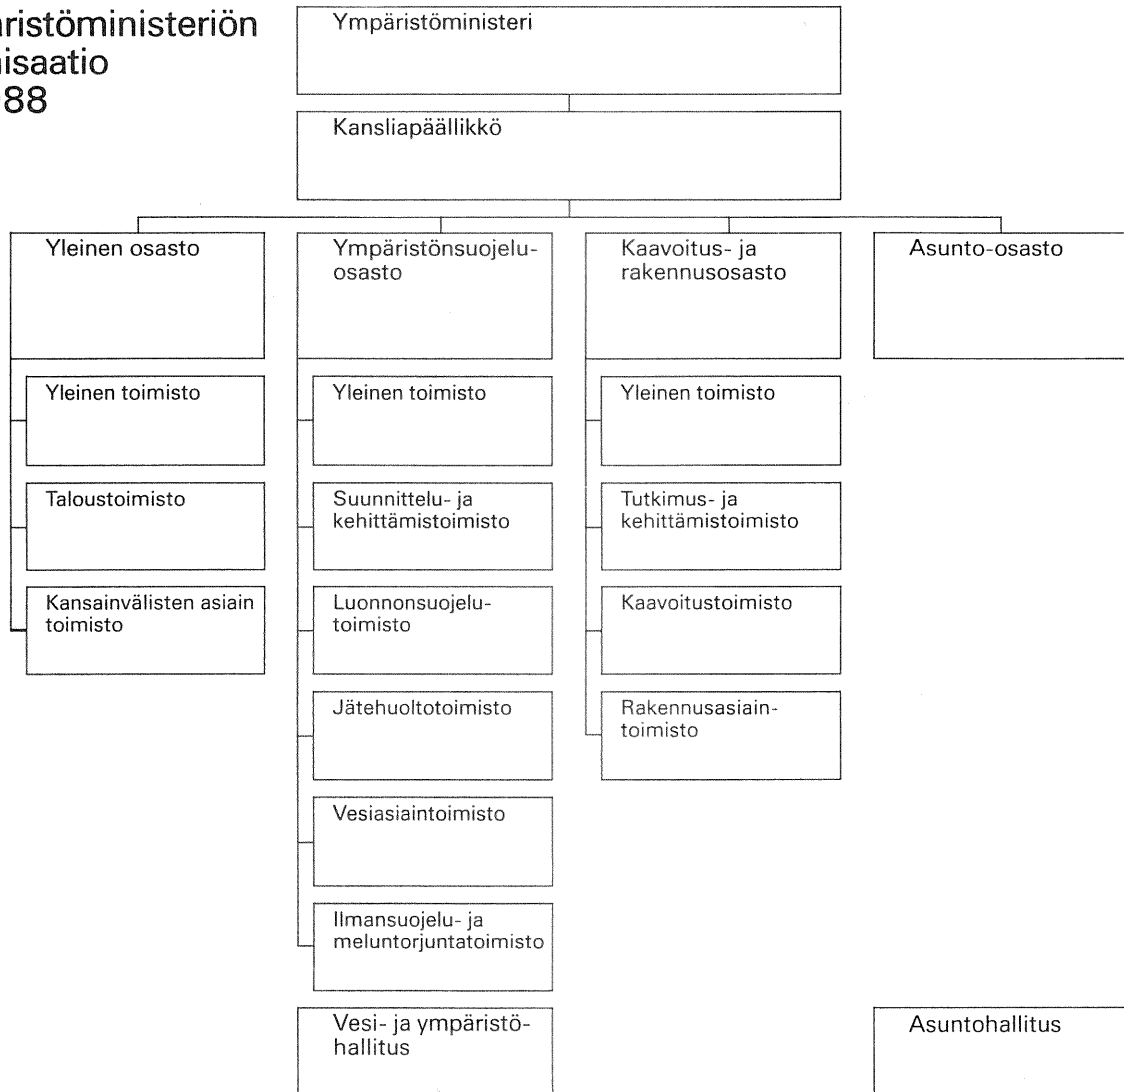 äristöministeriön
nisaatio
88
Ympäristöministeri
Kansliapäällikkö
Yleinen osasto
Ympäristönsuojelu-
osasto
Kaavoitus- ja
rakennusosasto
Asunto-osasto
Yleinen toimisto
Taloustoimisto
Kansainvälisten asiain
toimisto
Yleinen toimisto
Suunnittelu- ja
kehittämistoimisto
Luonnonsuojelu-
toimisto
Jätehuoltotoimisto
Vesiasiaintoimisto
Ilmansuojelu- ja
meluntorjuntatoimisto
Yleinen toimisto
Tutkimus- ja
kehittämistoimisto
Kaavoitustoimisto
Rakennusasiain-
toimisto
Vesi- ja ympäristö-
hallitus
Asuntohallitus